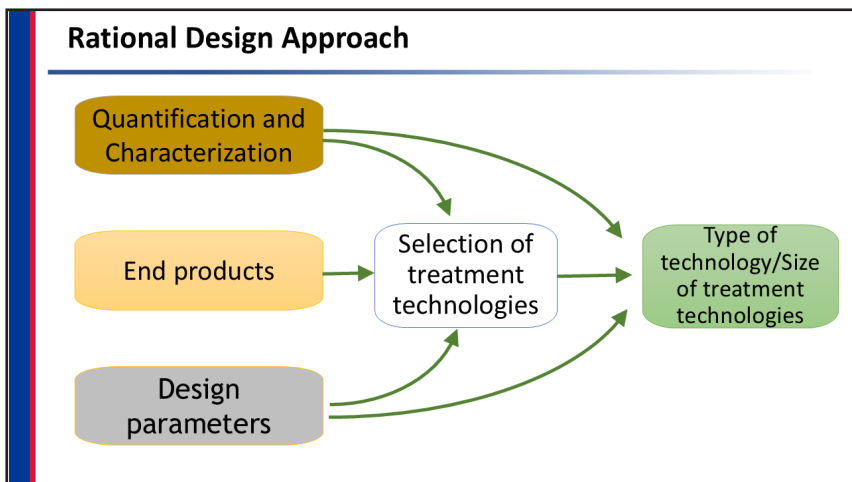 Rational Design Approach
Quantification and
Characterization
End products
Design
parameters
Selection of
treatment
technologies
Type of
technology/Size
of treatment
technologies